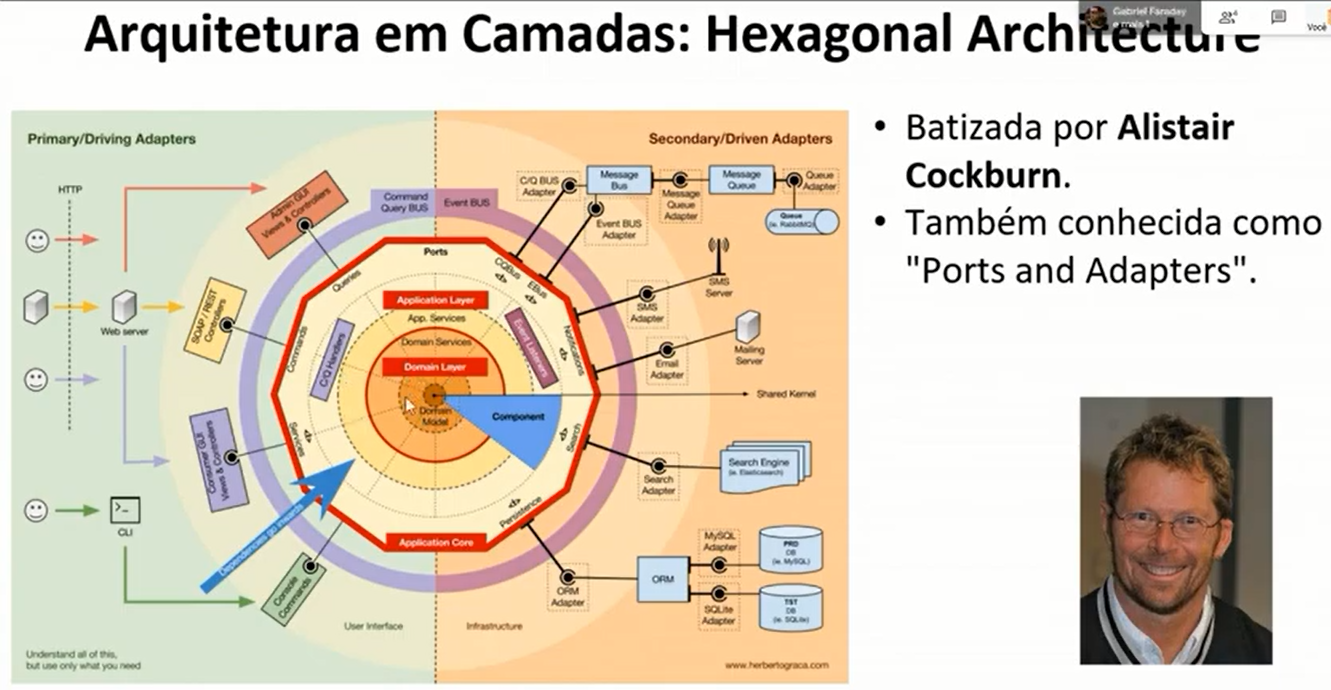 Arquitetura em Camadas: Hexagonal Architecture
Gabriel Faraday
e mais 1
4
Você
Primary/Driving Adapters
Secondary/Driven Adapters
HTTP
Web server
CLI
>_
Admin GUI
Views & Controllers
SOAP / REST
Controllers
Consumer GUI
Views & Controllers
Console
Commands
Command
Query BUS
Event BUS
Ports
Queries
Commands
Services
CQBus
EBus
Notifications
Search
Persistence
</>
</>
</>
</>
</>
</>
Application Layer
App. Services
Domain Services
Domain Layer
Domain
Model
C/Q Handlers
Event Listeners
Component
Application Core
Dependencies go inwards
C/Q BUS
Adapter
Message
Bus
Message
Queue
Adapter
Message
Queue
Queue
Adapter
Queue
(ie. RabbitMQ)
Event BUS
Adapter
SMS
Server
SMS
Adapter
Mailing
Server
Email
Adapter
Shared Kernel
Search Engine
(ie. Elasticsearch)
Search
Adapter
MySQL
Adapter
PRD
DB
(ie. MySQL)
ORM
ORM
Adapter
SQLite
Adapter
TST
DB
(ie. SQLite)
User Interface
Infrastructure
Understand all of this,
but use only what you need
www.herbertograca.com
• Batizada por Alistair
Cockburn.
• Também conhecida como
"Ports and Adapters".